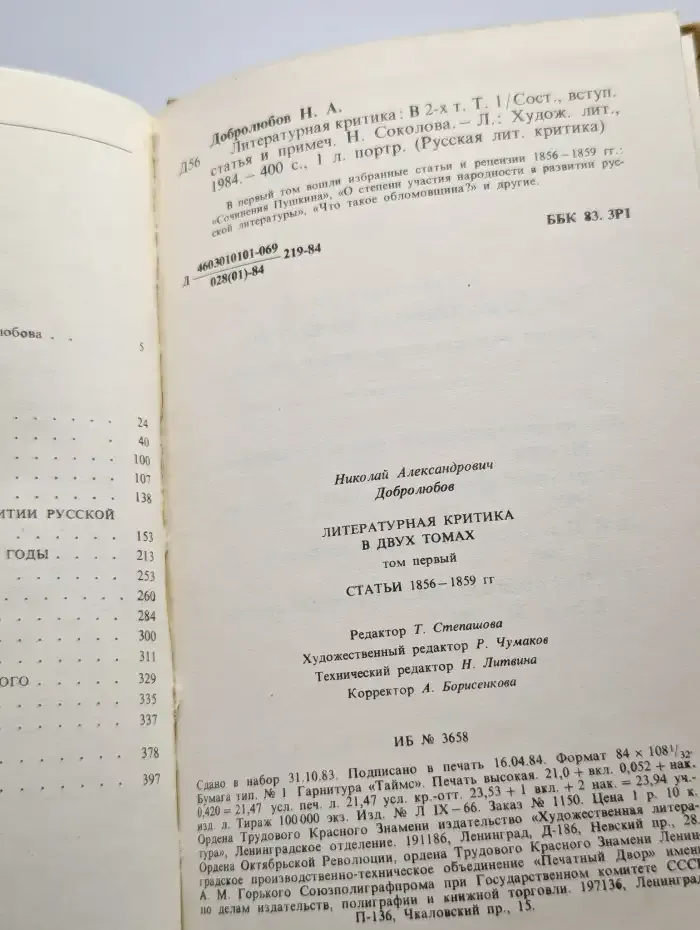 любова . .
5
. . . . . . 24
. . . . . . 40
. . . . . . 100
. . . . . . 107
. . . . . . 138
ИТИИ РУССКОЙ
. . . . . . 153
ГОДЫ . . . . 213
. . . . . . 253
. . . . . . 260
. . . . . . 284
. . . . . . 300
. . . . . . 311
ОГО . . . . . 329
. . . . . . 335
. . . . . . 337
. . . . . . 378
. . . . . . 397
Добролюбов Н. А.
Д56 Литературная критика: В 2-х т. Т. 1/Сост., вступ.
статья и примеч. Н. Соколова. – Л.: Худож. лит.,
1984. – 400 с., 1 л. портр. (Русская лит. критика)
В первый том вошли избранные статьи и рецензии 1856–1859 гг.:
«Сочинения Пушкина», «О степени участия народности в развитии рус-
ской литературы», «Что такое обломовщина?» и другие.
Д 4603010101-069 219-84
028(01)-84
ББК 83. 3Р1
Николай Александрович
Добролюбов
ЛИТЕРАТУРНАЯ КРИТИКА
В ДВУХ ТОМАХ
том первый
СТАТЬИ 1856–1859 гг
Редактор Т. Степашова
Художественный редактор Р. Чумаков
Технический редактор Н. Литвина
Корректор А. Борисенкова
ИБ № 3658
Сдано в набор 31.10.83. Подписано в печать 16.04.84. Формат 84 × 108 1/32.
Бумага тип. № 1 Гарнитура «Таймс». Печать высокая. 21,0 + вкл. 0,052 + нак.
0,420 = 21,47 усл. печ. л. 21,47 усл. кр.-отт. 23,53 + 1 вкл. + 2 нак. = 23,94 уч.-
изд. л. Тираж 100 000 экз. Изд. № Л IX–66. Заказ № 1150. Цена 1 р. 10 к.
Ордена Трудового Красного Знамени издательство «Художественная литера-
тура», Ленинградское отделение. 191186, Ленинград, Д-186, Невский пр., 28.
Ордена Октябрьской Революции, ордена Трудового Красного Знамени Ленин-
градское производственно-техническое объединение «Печатный Двор» имени
А. М. Горького Союзполиграфпрома при Государственном комитете СССР
по делам издательств, полиграфии и книжной торговли. 197136, Ленинград,
П-136, Чкаловский пр., 15.